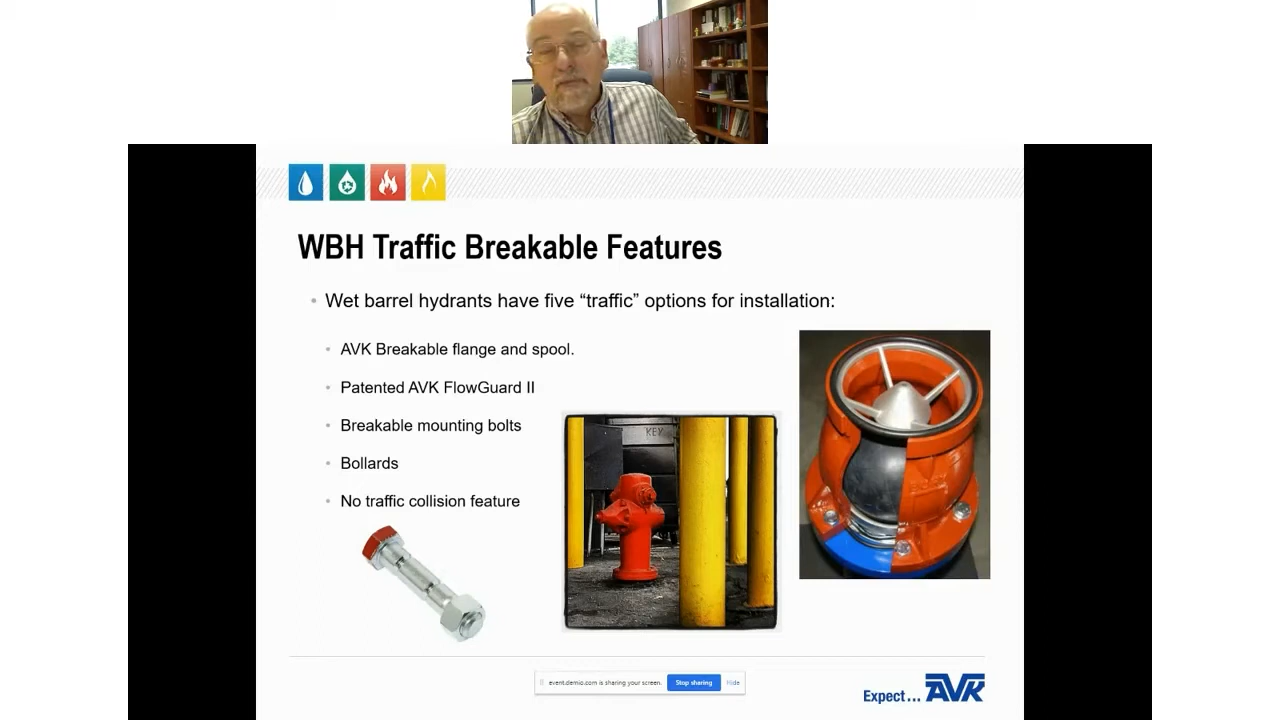 WBH Traffic Breakable Features
• Wet barrel hydrants have five “traffic” options for installation:
• AVK Breakable flange and spool.
• Patented AVK FlowGuard II
• Breakable mounting bolts
• Bollards
• No traffic collision feature
KEY
event.demio.com is sharing your screen.
Stop sharing
Hide
Expect... AVK